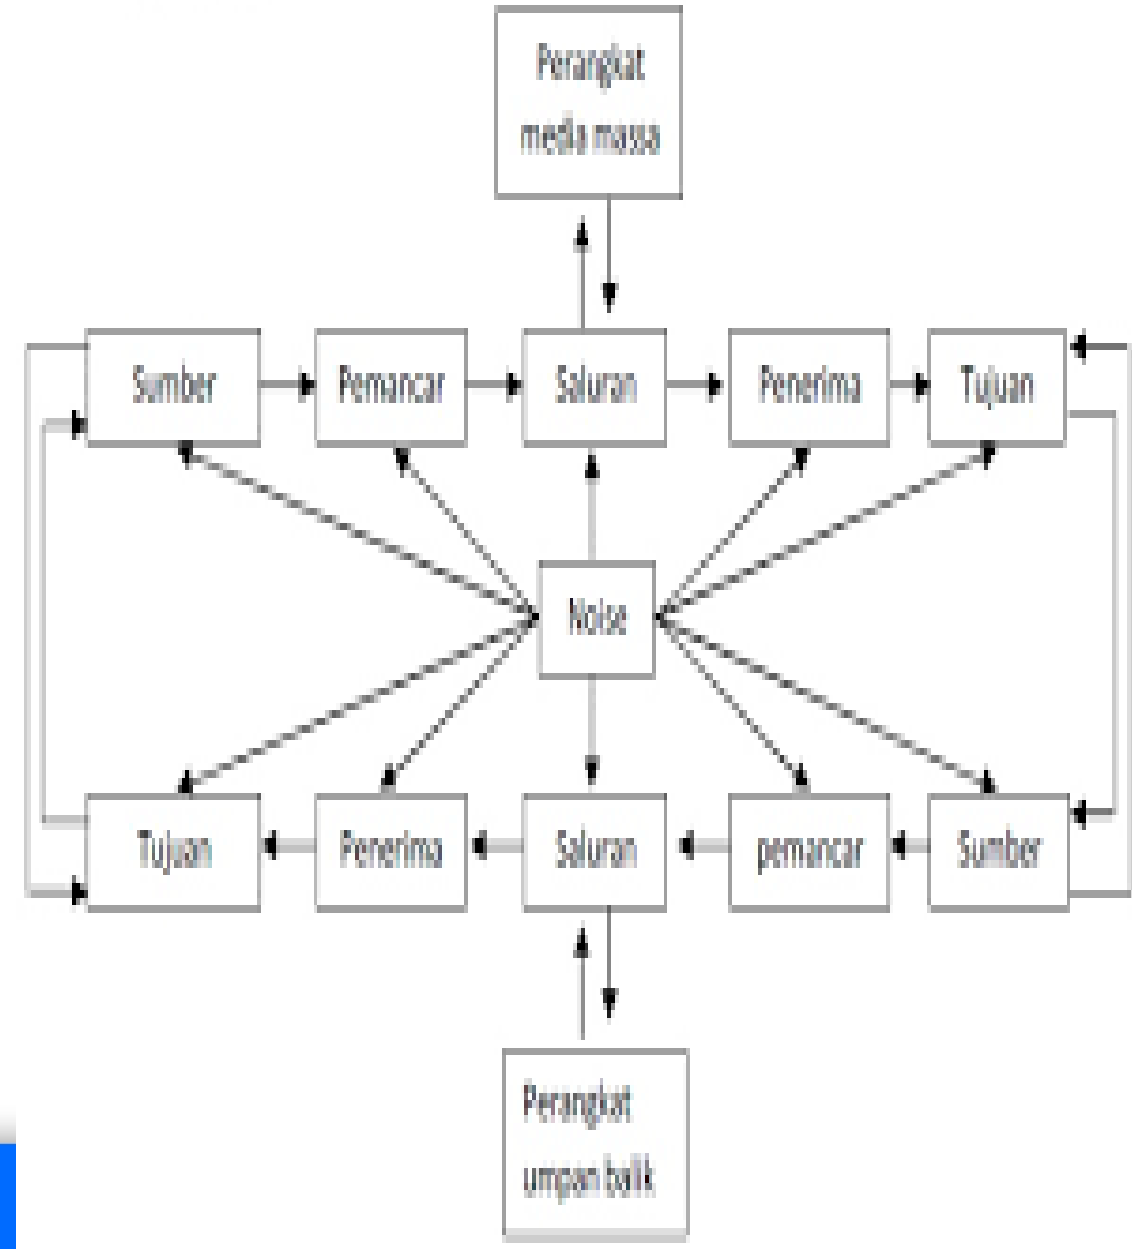 Perangkat
media massa
Sumber
Pemancar
Saluran
Penerima
Tujuan
Noise
Tujuan
Penerima
Saluran
pemancar
Sumber
Perangkat
umpan balik